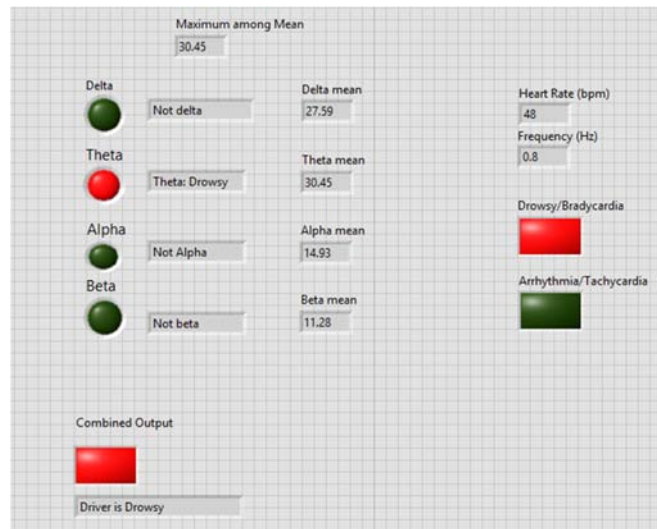 Maximum among Mean
30.45
Delta
Not delta
Delta mean
27.59
Theta
Theta: Drowsy
Theta mean
30.45
Alpha
Not Alpha
Alpha mean
14.93
Beta
Not beta
Beta mean
11.28
Heart Rate (bpm)
48
Frequency (Hz)
0.8
Drowsy/Bradycardia
Arrhythmia/Tachycardia
Combined Output
Driver is Drowsy